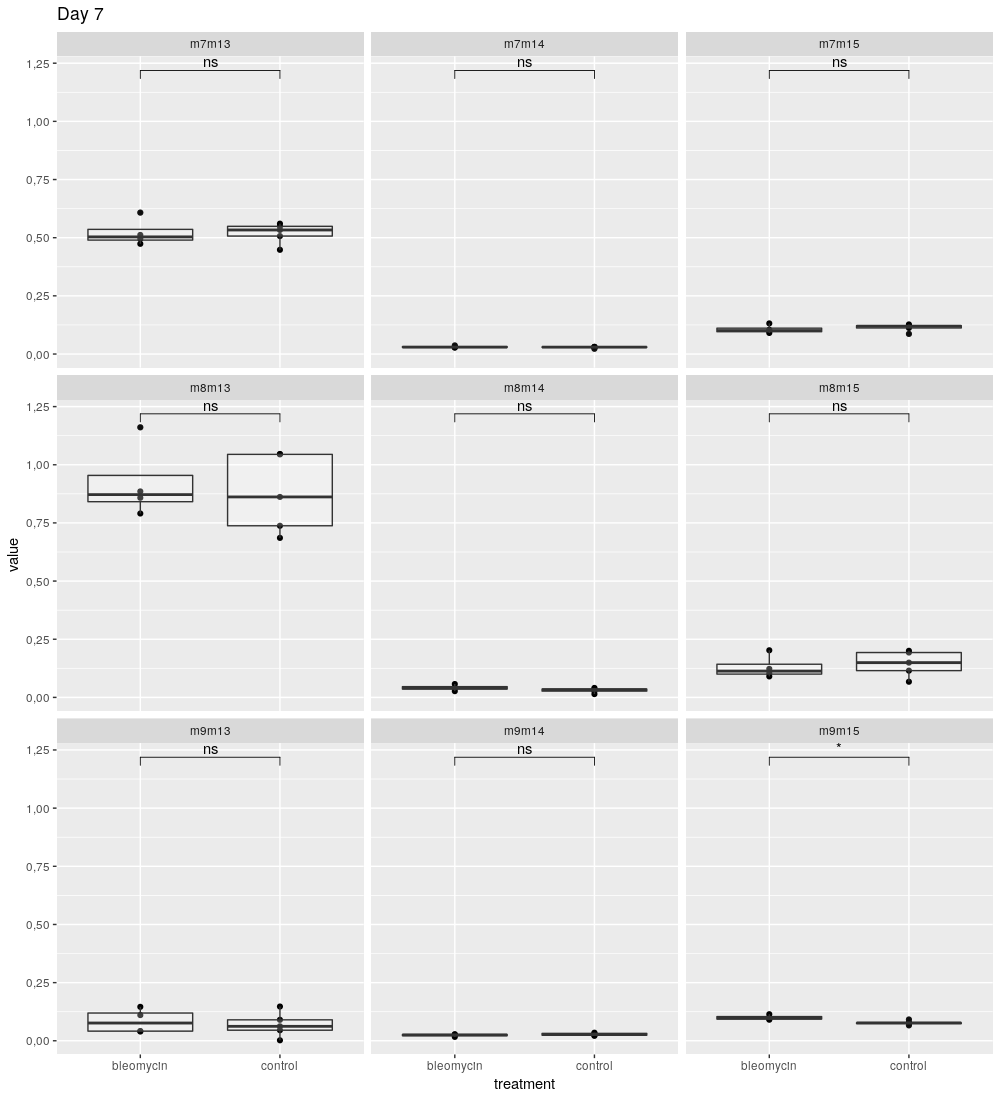 Day 7
m7m13 m7m14 m7m15
ns ns ns
1,25
1,00
0,75
0,50
0,25
0,00
m8m13 m8m14 m8m15
ns ns ns
1,25
1,00
0,75
0,50
0,25
0,00
value
m9m13 m9m14 m9m15
ns ns *
1,25
1,00
0,75
0,50
0,25
0,00
bleomycin control bleomycin control bleomycin control
treatment